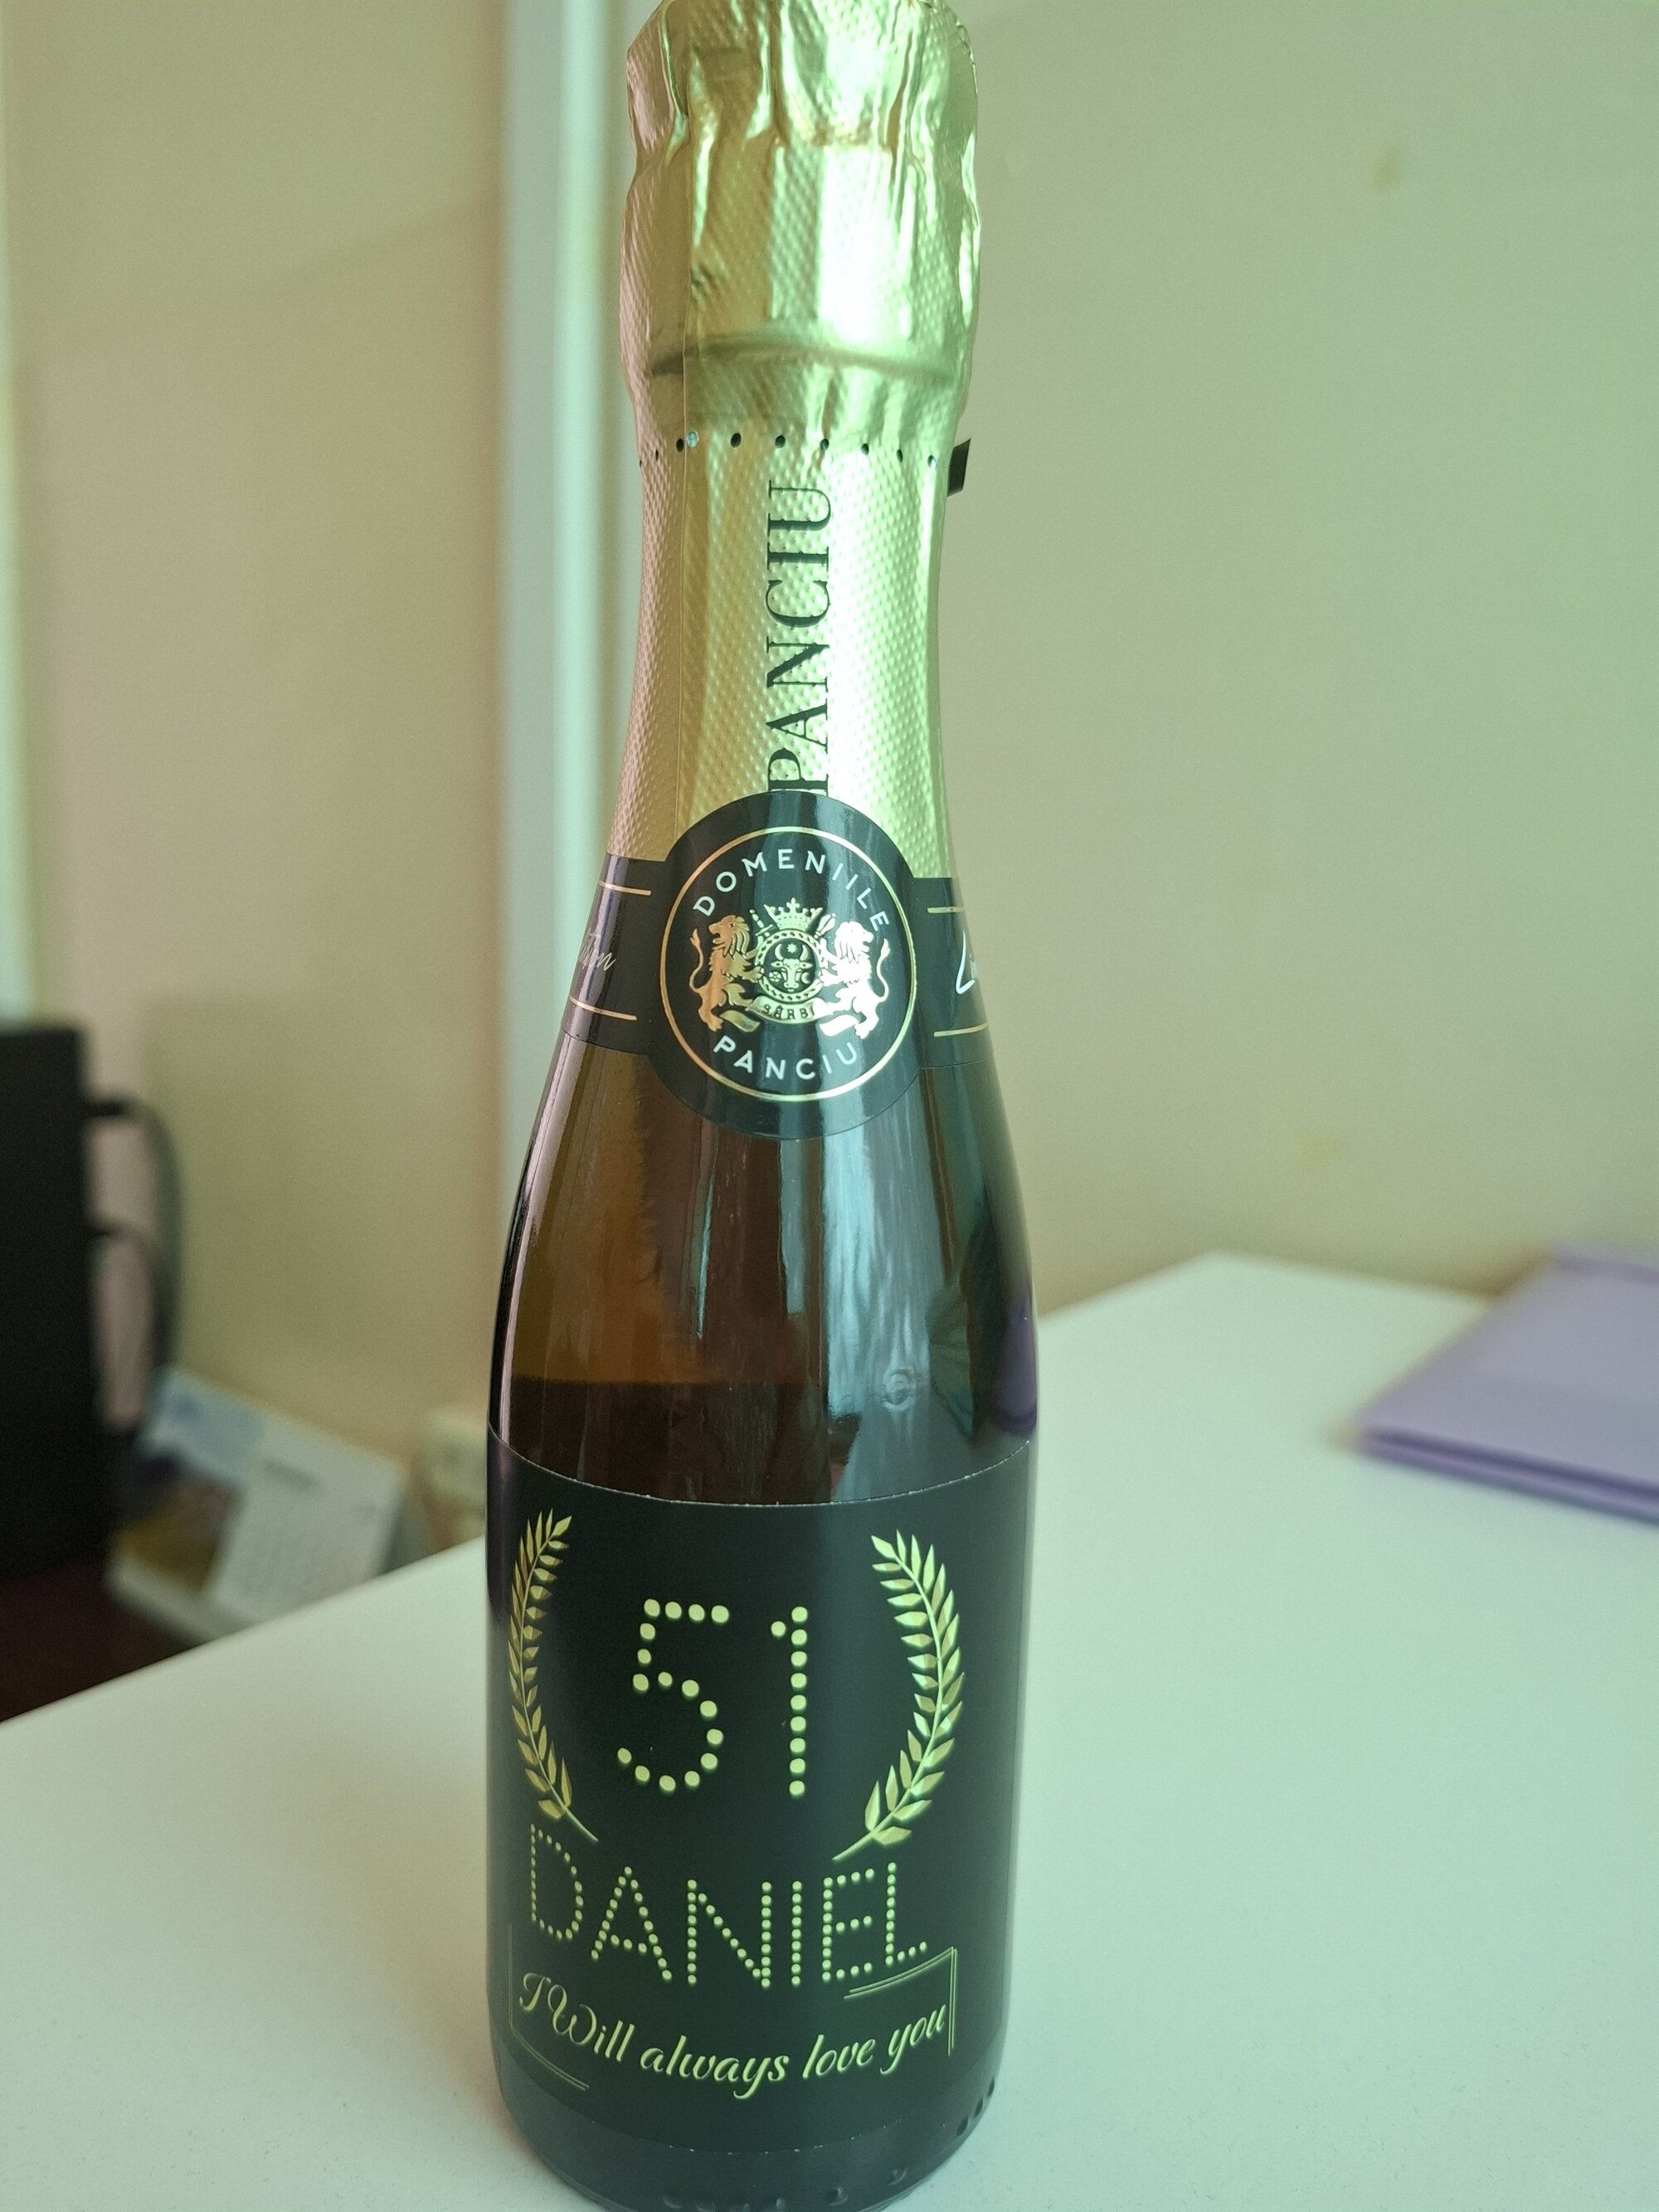 PANCIU
DOMENIILE
PANCIU
51
DANIEL
I Will always love you